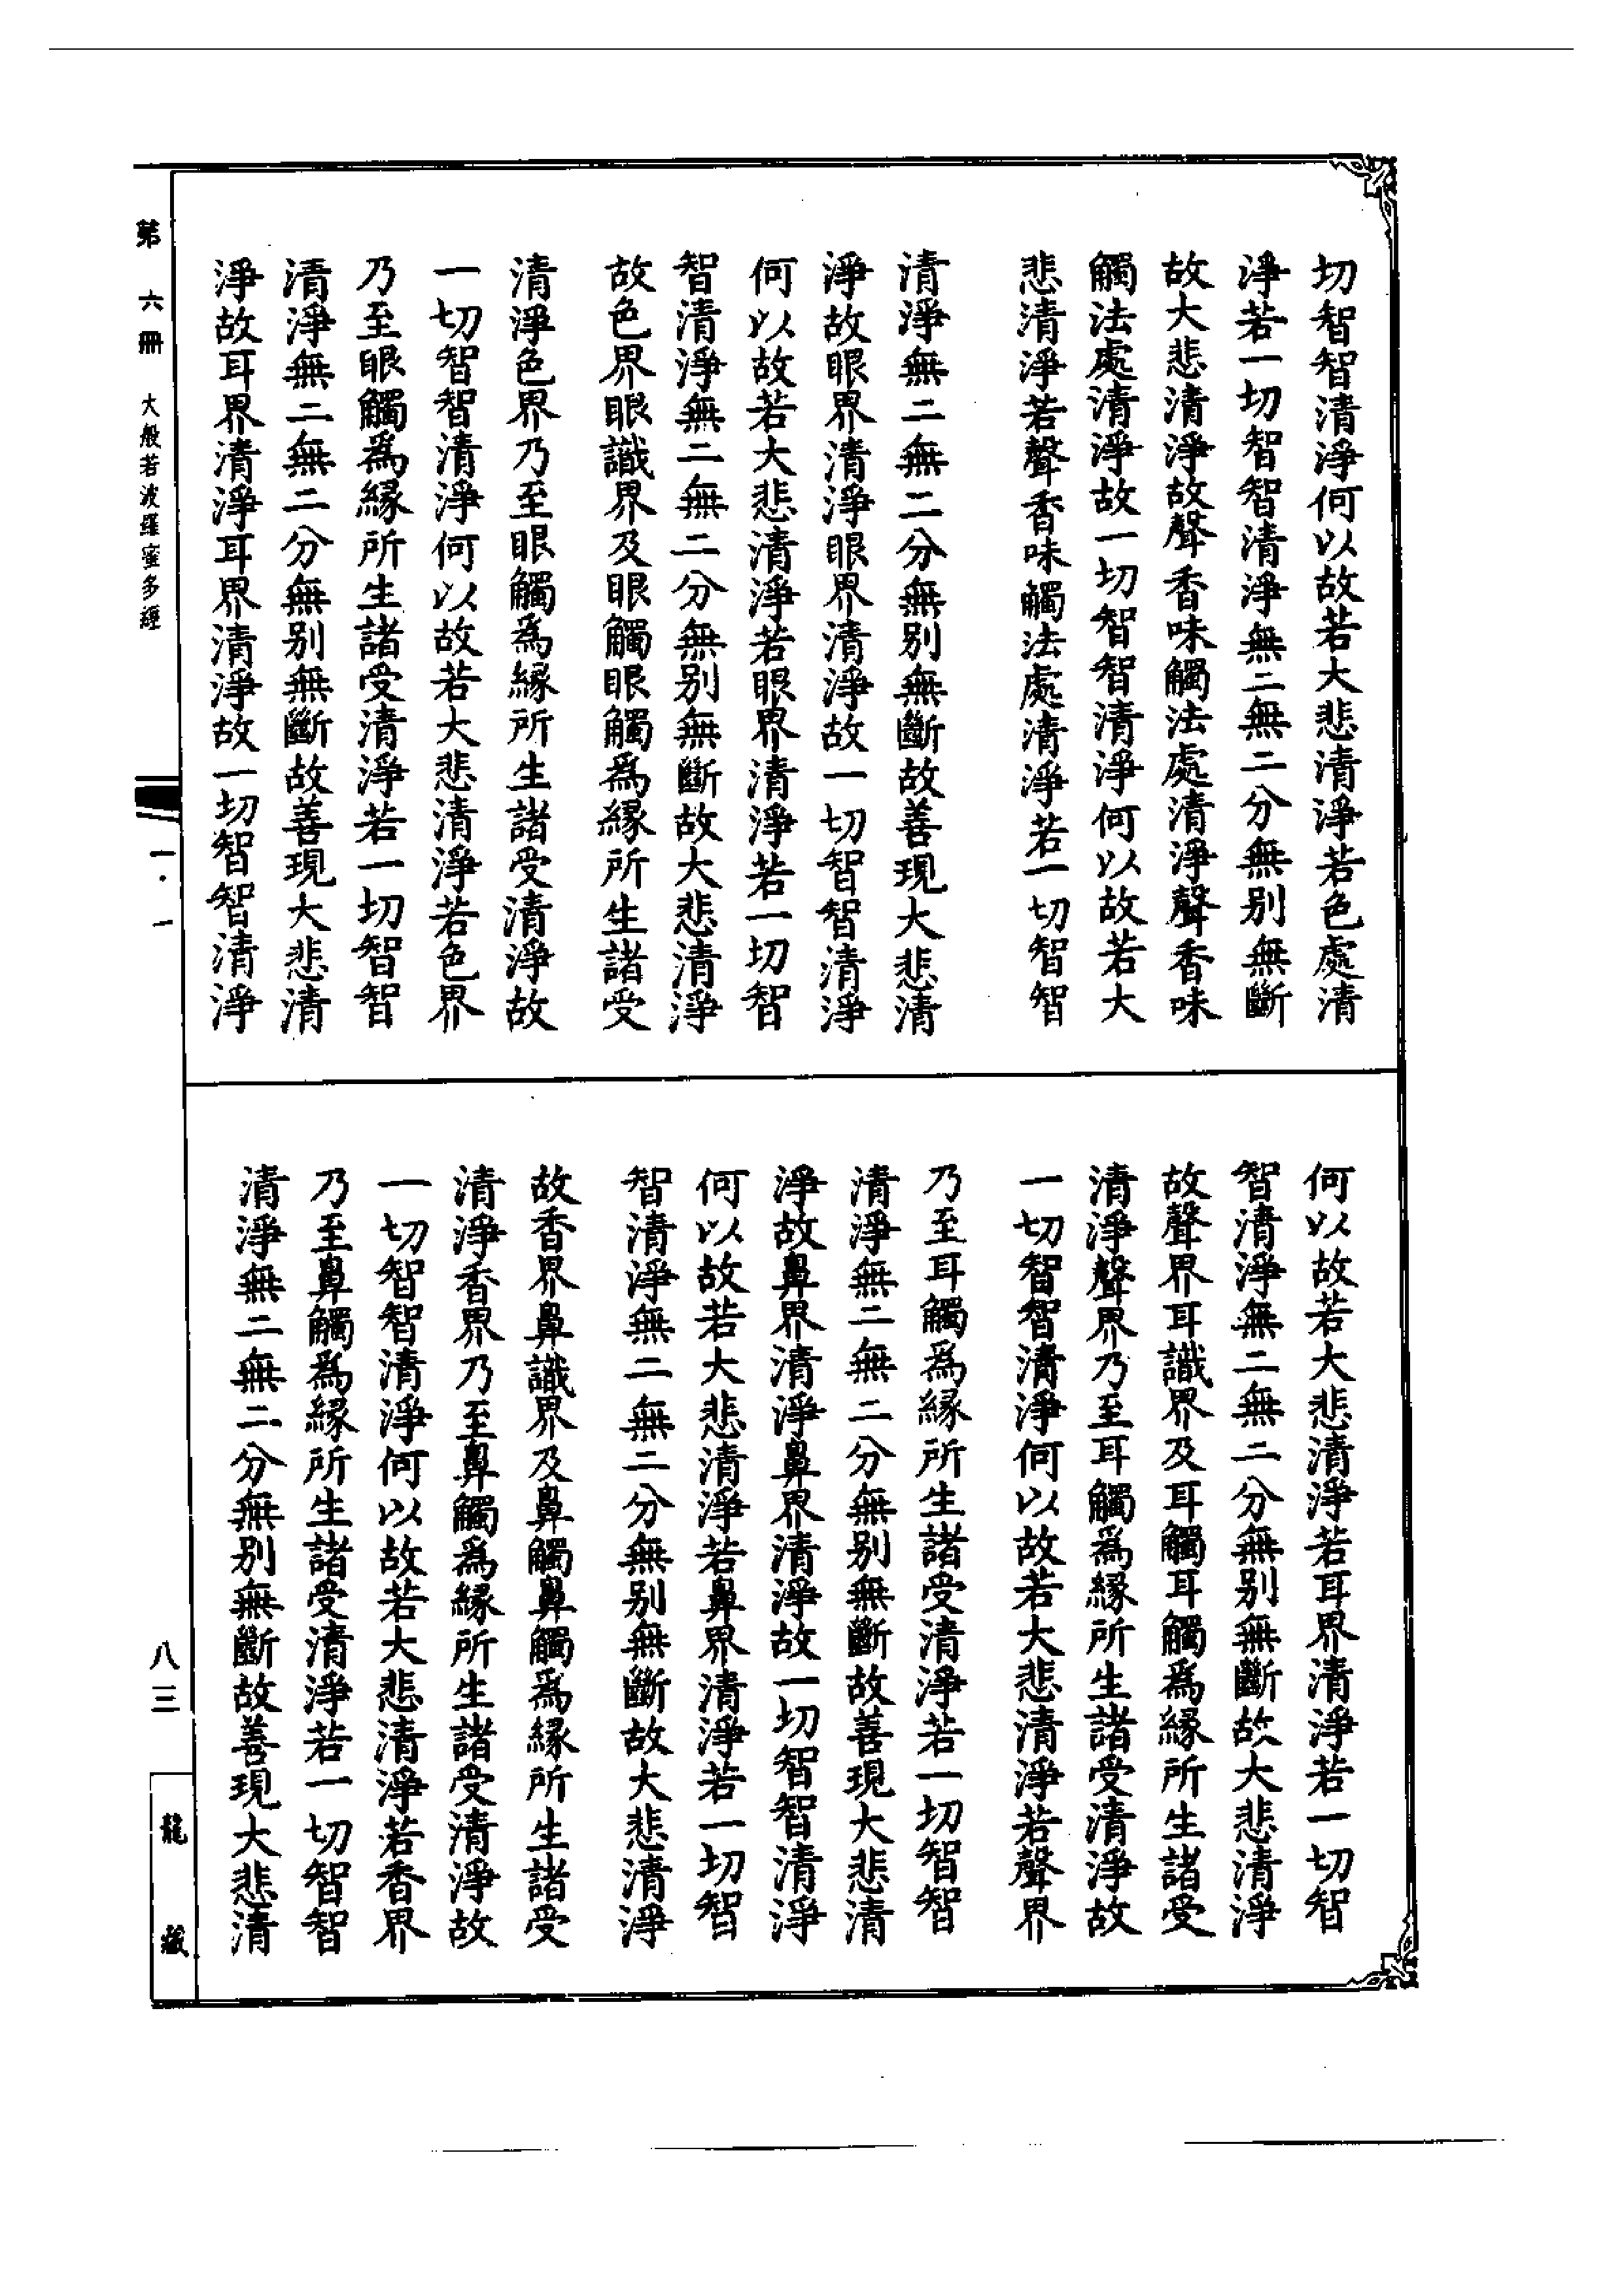 切智智清淨何以故若大悲清淨若色處清
淨若一切智智清淨無二無二分無别無斷
故大悲清淨故聲香味觸法處清淨聲香味
觸法處清淨故一切智智清淨何以故若大
悲清淨若聲香味觸法處清淨若一切智智
清淨無二無二分無别無斷故善現大悲清
淨故眼界清淨眼界清淨故一切智智清淨
何以故若大悲清淨若眼界清淨若一切智
智清淨無二無二分無别無斷故大悲清淨
故色界眼識界及眼觸眼觸爲緣所生諸受
清淨色界乃至眼觸爲緣所生諸受清淨故
一切智智清淨何以故若大悲清淨若色界
乃至眼觸爲緣所生諸受清淨若一切智智
清淨無二無二分無别無斷故善現大悲清
淨故耳界清淨耳界清淨故一切智智清淨
何以故若大悲清淨若耳界清淨若一切智
智清淨無二無二分無别無斷故大悲清淨
故聲界耳識界及耳觸耳觸爲緣所生諸受
清淨聲界乃至耳觸爲緣所生諸受清淨故
一切智智清淨何以故若大悲清淨若聲界
乃至耳觸爲緣所生諸受清淨若一切智智
清淨無二無二分無别無斷故善現大悲清
淨故鼻界清淨鼻界清淨故一切智智清淨
何以故若大悲清淨若鼻界清淨若一切智
智清淨無二無二分無别無斷故大悲清淨
故香界鼻識界及鼻觸鼻觸爲緣所生諸受
清淨香界乃至鼻觸爲緣所生諸受清淨故
一切智智清淨何以故若大悲清淨若香界
乃至鼻觸爲緣所生諸受清淨若一切智智
清淨無二無二分無别無斷故善現大悲清
第六冊 大般若波羅蜜多經
一·一
八三
龍藏